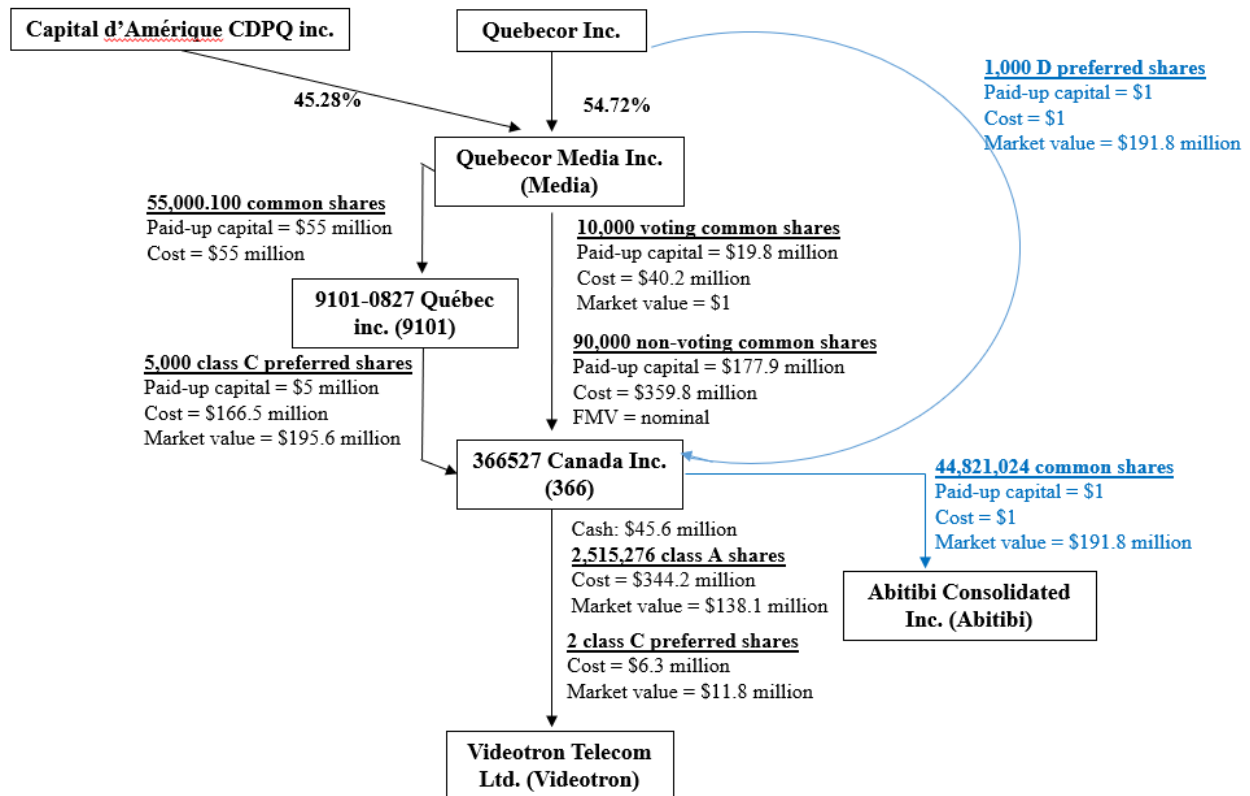 Capital d'Amérique CDPQ inc.
Quebecor Inc.
1,000 D preferred shares
Paid-up capital = $1
Cost = $1
Market value = $191.8 million
45.28%
54.72%
Quebecor Media Inc.
(Media)
55,000.100 common shares
Paid-up capital = $55 million
Cost = $55 million
10,000 voting common shares
Paid-up capital = $19.8 million
Cost = $40.2 million
Market value = $1
9101-0827 Québec
inc. (9101)
90,000 non-voting common shares
Paid-up capital = $177.9 million
Cost = $359.8 million
FMV = nominal
5,000 class C preferred shares
Paid-up capital = $5 million
Cost = $166.5 million
Market value = $195.6 million
366527 Canada Inc.
(366)
44,821,024 common shares
Paid-up capital = $1
Cost = $1
Market value = $191.8 million
Cash: $45.6 million
2,515,276 class A shares
Cost = $344.2 million
Market value = $138.1 million
Abitibi Consolidated
Inc. (Abitibi)
2 class C preferred shares
Cost = $6.3 million
Market value = $11.8 million
Videotron Telecom
Ltd. (Videotron)